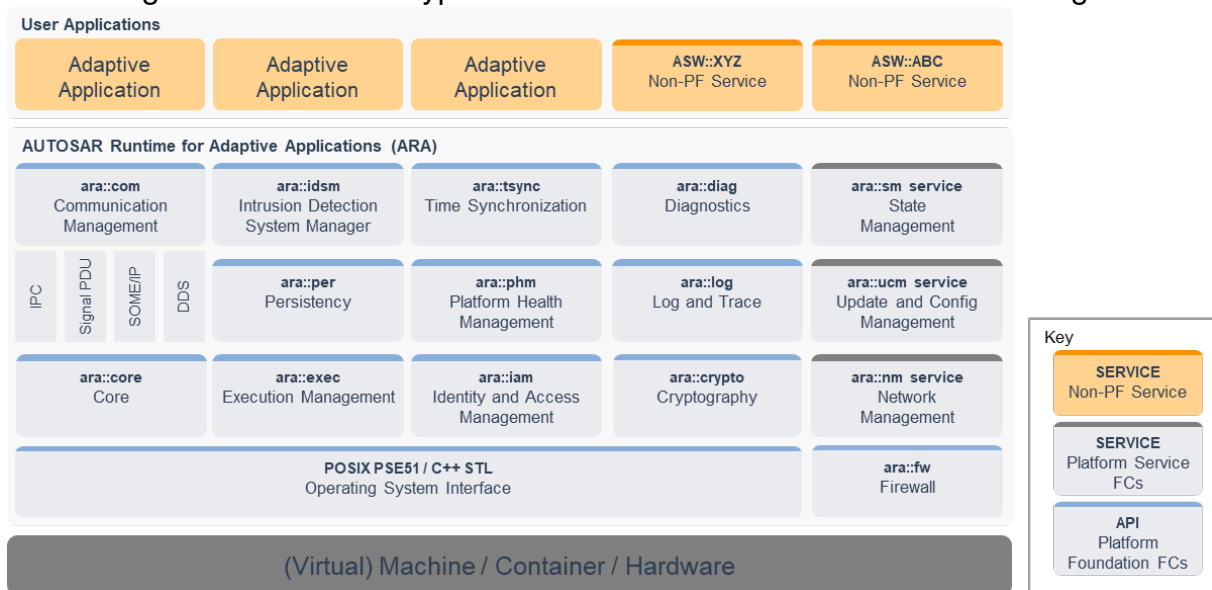 User Applications
Adaptive
Application
Adaptive
Application
Adaptive
Application
ASW::XYZ
Non-PF Service
ASW::ABC
Non-PF Service
AUTOSAR Runtime for Adaptive Applications (ARA)
ara::com
Communication
Management
ara::idsm
Intrusion Detection
System Manager
ara::tsync
Time Synchronization
ara::diag
Diagnostics
ara::sm service
State
Management
IPC
Signal PDU
SOME/IP
DDS
ara::per
Persistency
ara::phm
Platform Health
Management
ara::log
Log and Trace
ara::ucm service
Update and Config
Management
ara::core
Core
ara::exec
Execution Management
ara::iam
Identity and Access
Management
ara::crypto
Cryptography
ara::nm service
Network
Management
POSIX PSE51 / C++ STL
Operating System Interface
ara::fw
Firewall
(Virtual) Machine / Container / Hardware
Key
SERVICE
Non-PF Service
SERVICE
Platform Service
FCs
API
Platform
Foundation FCs